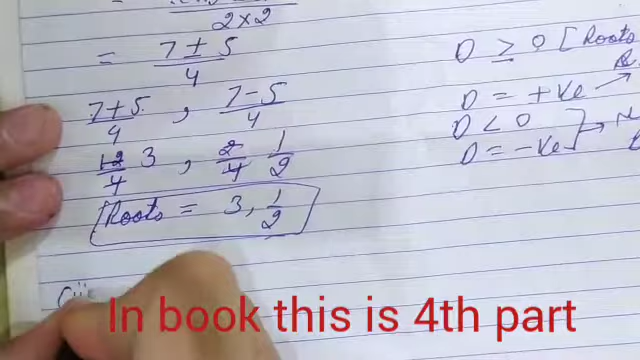 2×2
= 7 ± 5
4
7+5 , 7-5
4 4
12 3 , 2 1
4 4 2
Roots = 3, 1
2
D ≥ 0 [Roots
D = +ve →
D < 0
D = -ve →
(iii
In book this is 4th part